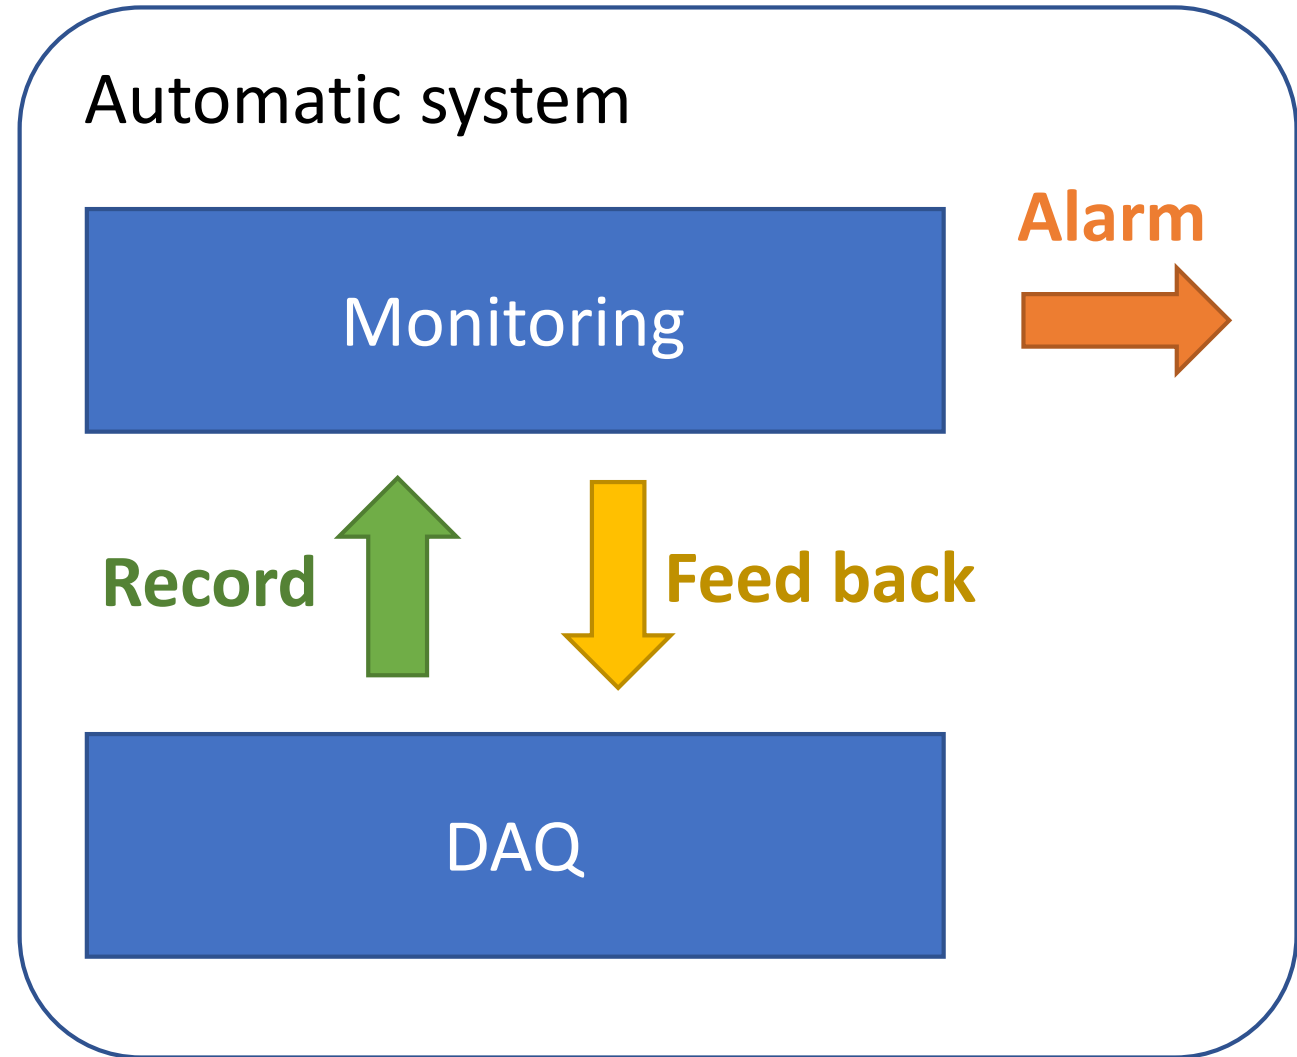 Automatic system
Alarm
Monitoring
Record
Feed back
DAQ